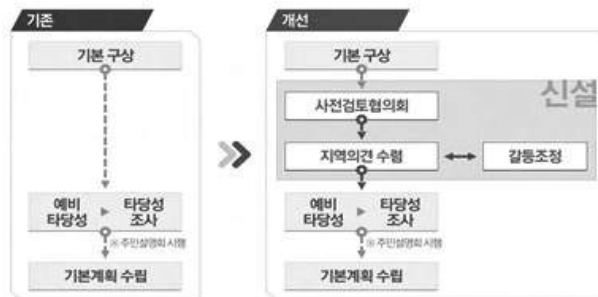 기존
기본 구상
예비
타당성
타당성
조사
※ 주민설명회 시행
기본계획 수립
개선
기본 구상
신설
사전검토협의회
지역의견 수렴
갈등조정
예비
타당성
타당성
조사
※ 주민설명회 시행
기본계획 수립